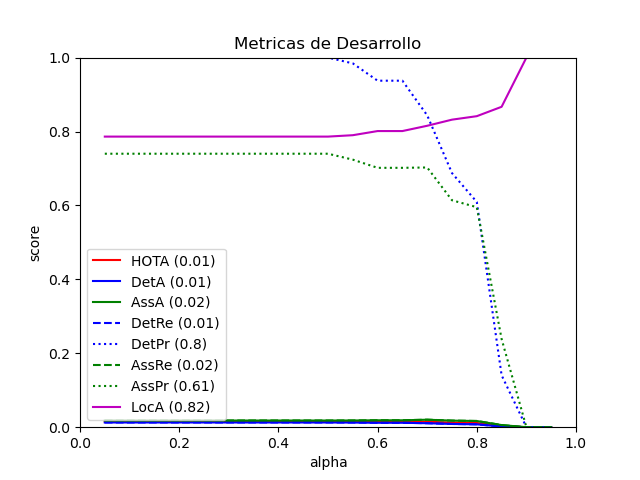 Metricas de Desarrollo
1.0
0.8
0.6
0.4
0.2
0.0
score
HOTA (0.01)
DetA (0.01)
AssA (0.02)
DetRe (0.01)
DetPr (0.8)
AssRe (0.02)
AssPr (0.61)
LocA (0.82)
0.0 0.2 0.4 0.6 0.8 1.0
alpha